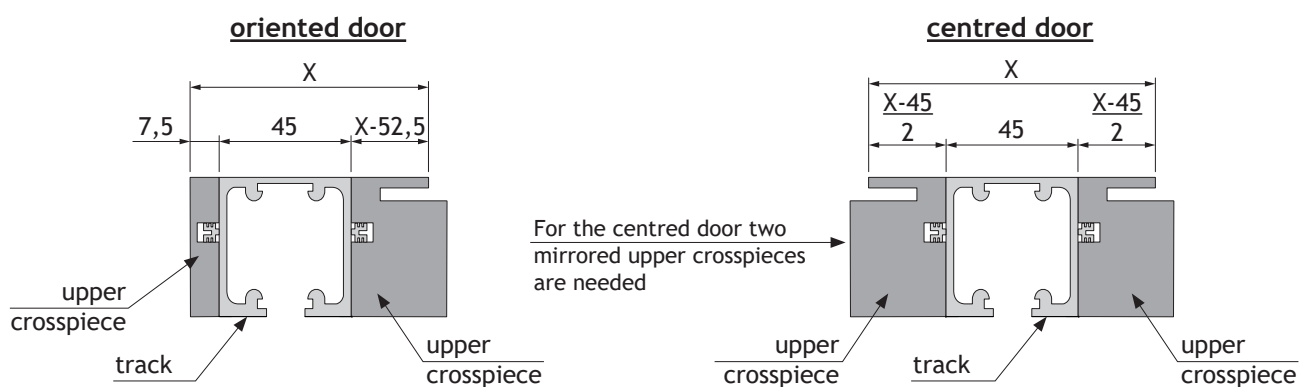 oriented door
X
7,5
45
X-52,5
upper
crosspiece
track
upper
crosspiece
centred door
X
X-45
2
45
X-45
2
For the centred door two
mirrored upper crosspieces
are needed
upper
crosspiece
track
upper
crosspiece